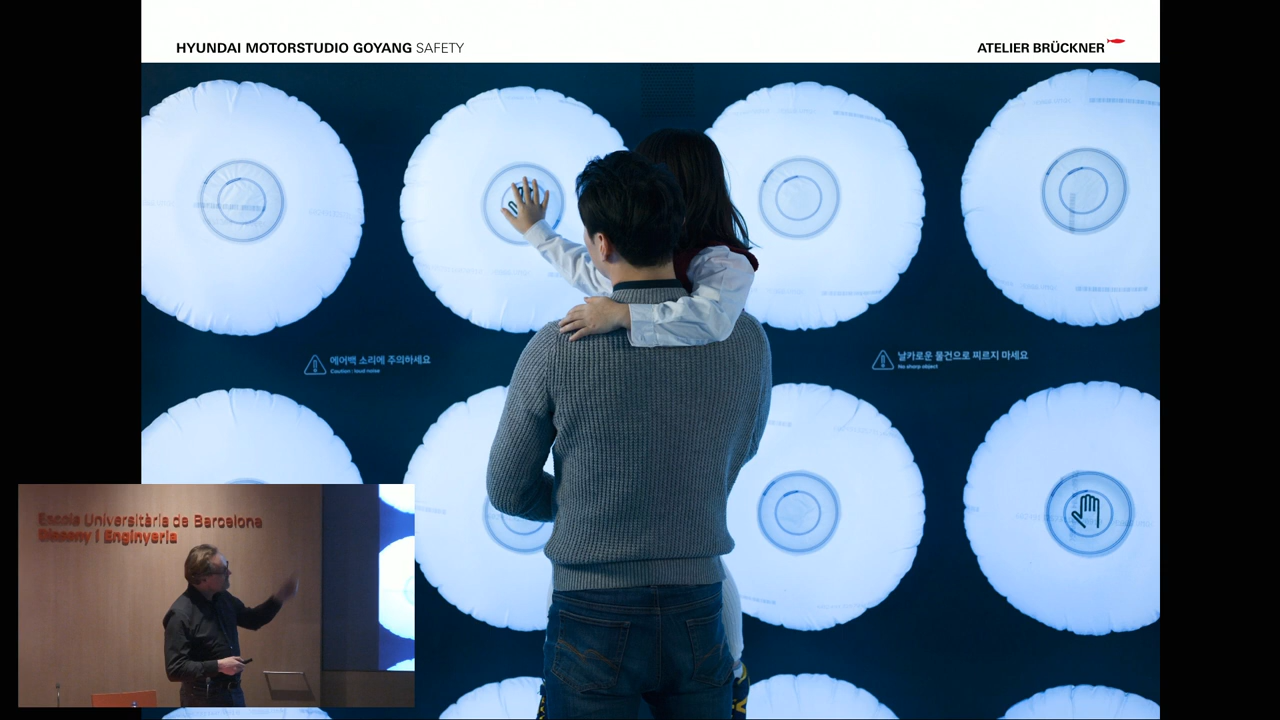 HYUNDAI MOTORSTUDIO GOYANG SAFETY
ATELIER BRÜCKNER
에어백 소리에 주의하세요
Caution : loud noise
날카로운 물건으로 찌르지 마세요
No sharp object
Escola Universitària de Barcelona
Disseny i Enginyeria